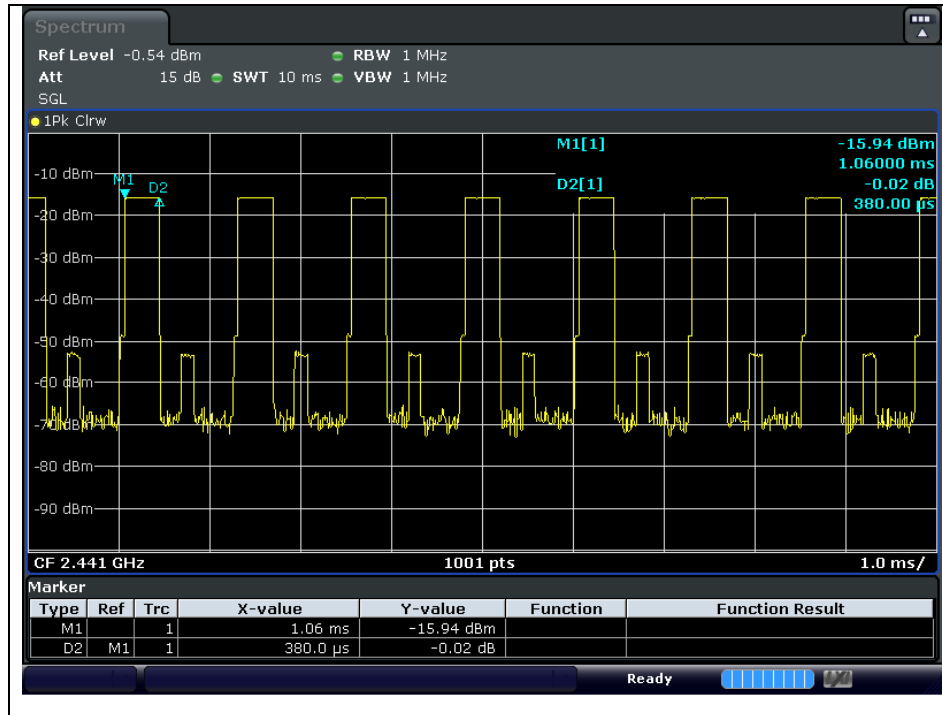 Spectrum
Ref Level -0.54 dBm RBW 1 MHz
Att 15 dB SWT 10 ms VBW 1 MHz
SGL
1Pk Clrw
M1[1] -15.94 dBm
1.06000 ms
D2[1] -0.02 dB
380.00 µs
M1
D2
-10 dBm
-20 dBm
-30 dBm
-40 dBm
-50 dBm
-60 dBm
-70 dBm
-80 dBm
-90 dBm
CF 2.441 GHz 1001 pts 1.0 ms/
Marker
Type Ref Trc X-value Y-value Function Function Result
M1 1 1.06 ms -15.94 dBm
D2 M1 1 380.0 µs -0.02 dB
Ready